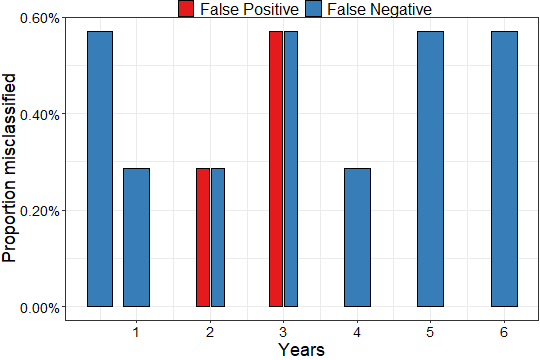 False Positive False Negative
Proportion misclassified
0.60%
0.40%
0.20%
0.00%
1 2 3 4 5 6
Years